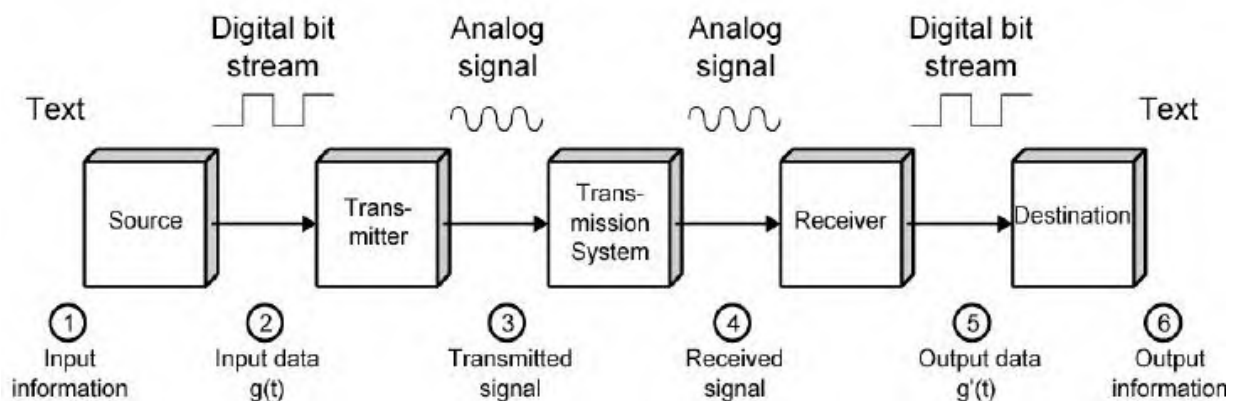 Digital bit
stream
Analog
signal
Analog
signal
Digital bit
stream
Text
Text
Source
Trans-
mitter
Trans-
mission
System
Receiver
Destination
1
Input
information
2
Input data
g(t)
3
Transmitted
signal
4
Received
signal
5
Output data
g'(t)
6
Output
information